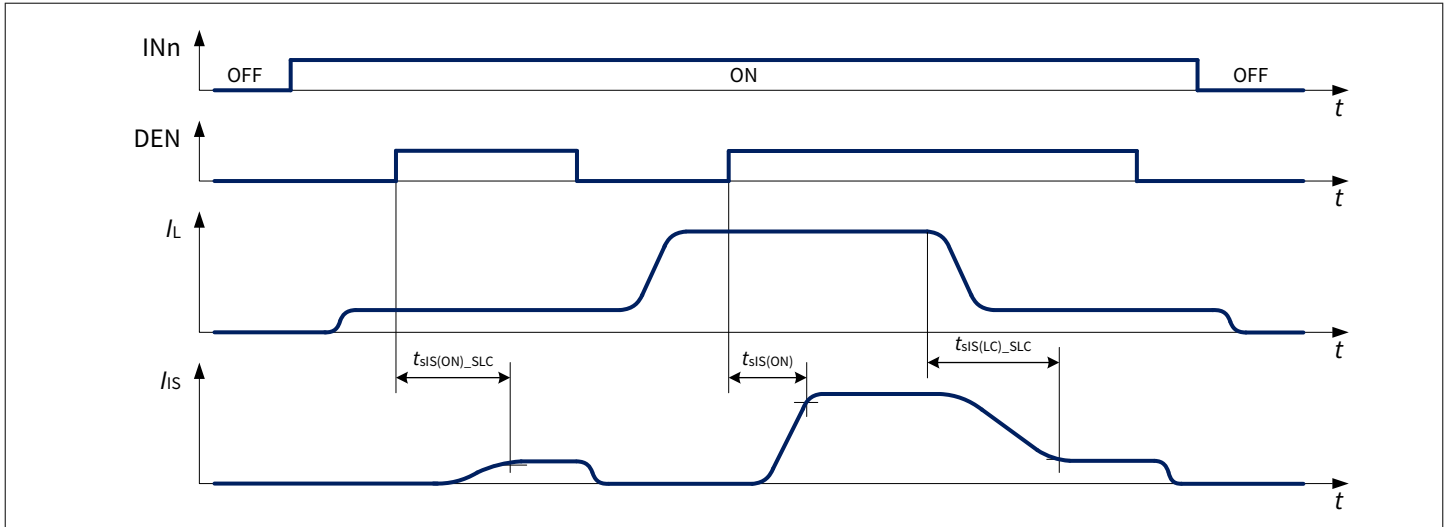 INn
OFF ON OFF
t
DEN
t
IL
t
tsIS(ON)_SLC tsIS(ON) tsIS(LC)_SLC
IIS
t